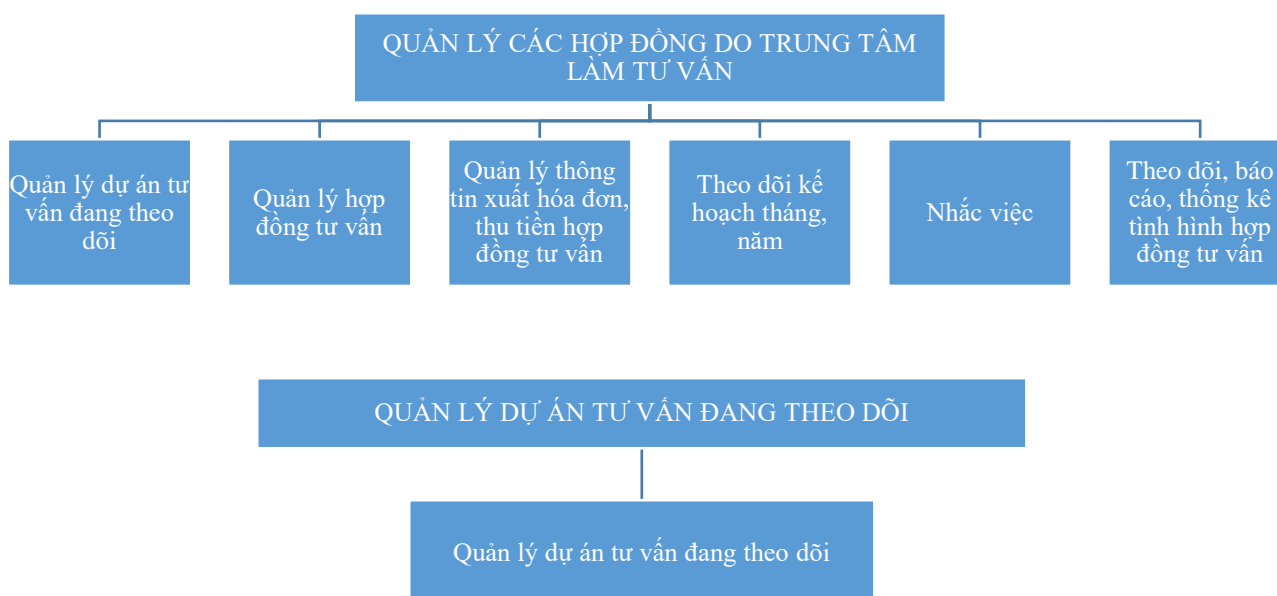 QUẢN LÝ CÁC HỢP ĐỒNG DO TRUNG TÂM
LÀM TƯ VẤN
Quản lý dự án tư
vấn đang theo
dõi
Quản lý hợp
đồng tư vấn
Quản lý thông
tin xuất hóa đơn,
thu tiền hợp
đồng tư vấn
Theo dõi kế
hoạch tháng,
năm
Nhắc việc
Theo dõi, báo
cáo, thống kê
tình hình hợp
đồng tư vấn
QUẢN LÝ DỰ ÁN TƯ VẤN ĐANG THEO DÕI
Quản lý dự án tư vấn đang theo dõi